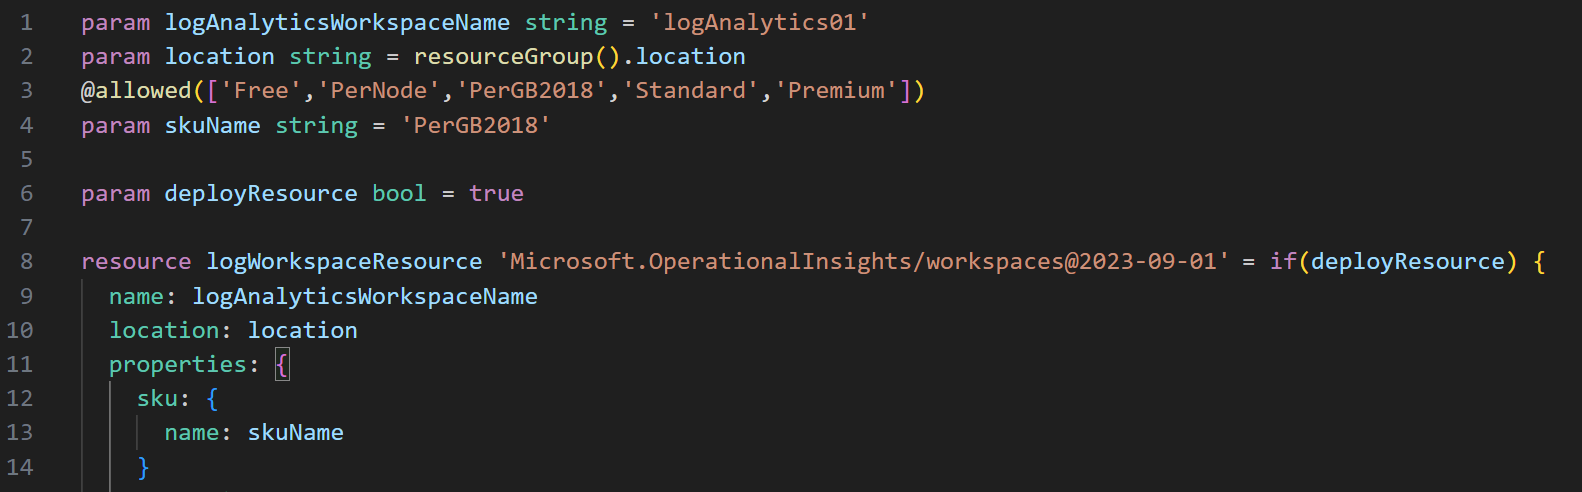 1 param logAnalyticsWorkspaceName string = 'logAnalytics01'
2 param location string = resourceGroup().location
3 @allowed(['Free','PerNode','PerGB2018','Standard','Premium'])
4 param skuName string = 'PerGB2018'
5
6 param deployResource bool = true
7
8 resource logWorkspaceResource 'Microsoft.OperationalInsights/workspaces@2023-09-01' = if(deployResource) {
9   name: logAnalyticsWorkspaceName
10   location: location
11   properties: {
12     sku: {
13       name: skuName
14     }